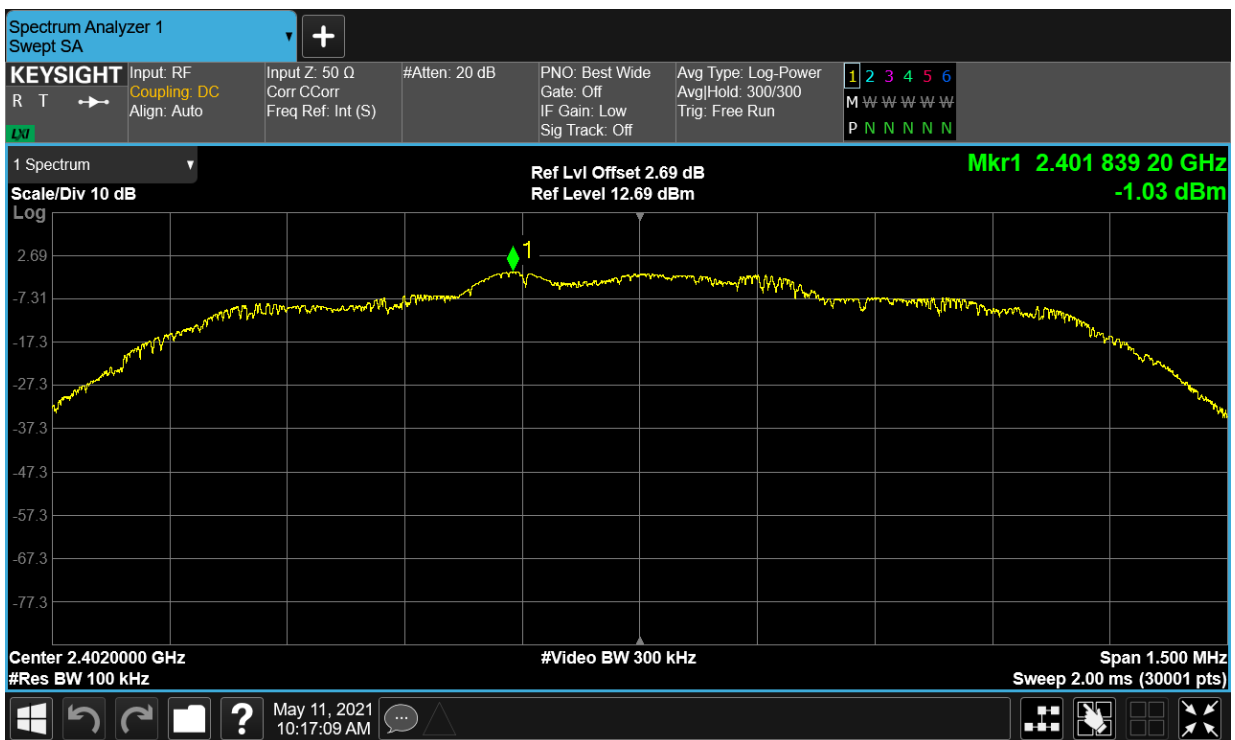 Spectrum Analyzer 1
Swept SA
KEYSIGHT
R T
LXI
Input: RF
Coupling: DC
Align: Auto
Input Z: 50 Ω
Corr CCorr
Freq Ref: Int (S)
#Atten: 20 dB
PNO: Best Wide
Gate: Off
IF Gain: Low
Sig Track: Off
Avg Type: Log-Power
Avg|Hold: 300/300
Trig: Free Run
1 2 3 4 5 6
M W W W W W
P N N N N N
1 Spectrum
Scale/Div 10 dB
Log
Ref Lvl Offset 2.69 dB
Ref Level 12.69 dBm
Mkr1 2.401 839 20 GHz
-1.03 dBm
1
2.69
-7.31
-17.3
-27.3
-37.3
-47.3
-57.3
-67.3
-77.3
Center 2.4020000 GHz
#Res BW 100 kHz
#Video BW 300 kHz
Span 1.500 MHz
Sweep 2.00 ms (30001 pts)
?
May 11, 2021
10:17:09 AM